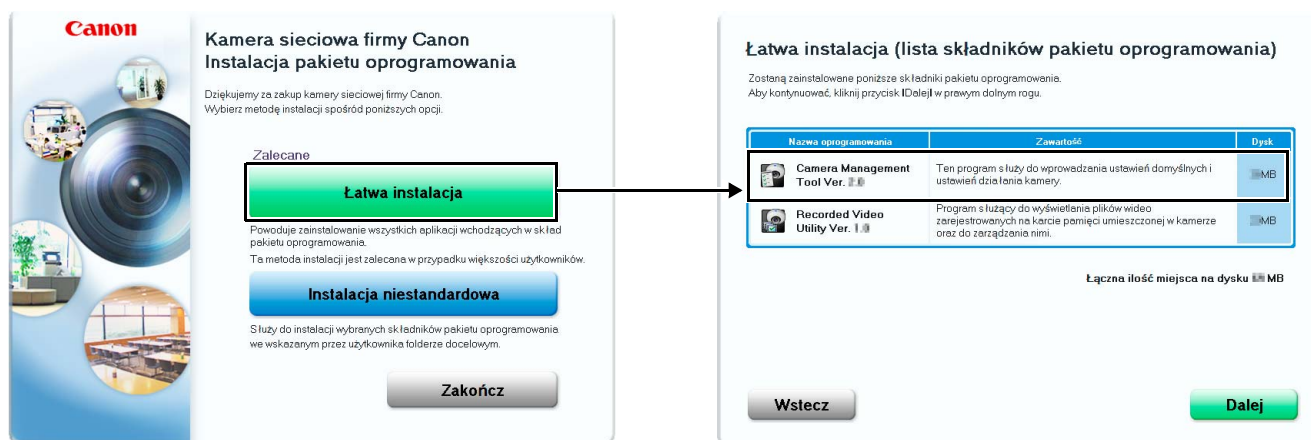 Canon
Kamera sieciowa firmy Canon
Instalacja pakietu oprogramowania
Dziękujemy za zakup kamery sieciowej firmy Canon.
Wybierz metodę instalacji spośród poniższych opcji.
Zalecane
Łatwa instalacja
Powoduje zainstalowanie wszystkich aplikacji wchodzących w skład
pakietu oprogramowania.
Ta metoda instalacji jest zalecana w przypadku większości użytkowników.
Instalacja niestandardowa
Służy do instalacji wybranych składników pakietu oprogramowania
we wskazanym przez użytkownika folderze docelowym.
Zakończ
Łatwa instalacja (lista składników pakietu oprogramowania)
Zostaną zainstalowane poniższe składniki pakietu oprogramowania.
Aby kontynuować, kliknij przycisk |Dalej| w prawym dolnym rogu.
Nazwa oprogramowania Zawartość Dysk
Camera Management
Tool Ver.
Ten program służy do wprowadzania ustawień domyślnych i
ustawień działania kamery.
MB
Recorded Video
Utility Ver.
Program służący do wyświetlania plików wideo
zarejestrowanych na karcie pamięci umieszczonej w kamerze
oraz do zarządzania nimi.
MB
Łączna ilość miejsca na dysku MB
Wstecz
Dalej